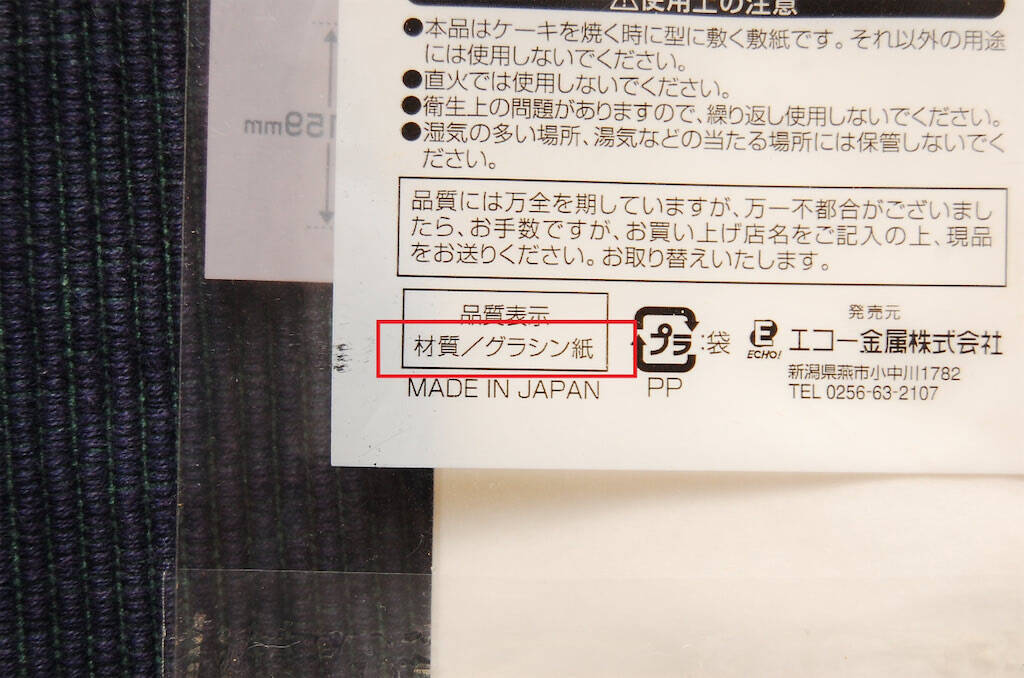 ⚠使用上の注意
●本品はケーキを焼く時に型に敷く敷紙です。それ以外の用途
には使用しないでください。
●直火では使用しないでください。
●衛生上の問題がありますので、繰り返し使用しないでください。
●湿気の多い場所、湯気などの当たる場所には保管しないでく
ださい。
159mm
品質には万全を期していますが、万一不都合がございまし
たら、お手数ですが、お買い上げ店名をご記入の上、現品
をお送りください。お取り替えいたします。
品質表示
材質／グラシン紙
MADE IN JAPAN
プラ:袋
PP
E
ECHO!
発売元
エコー金属株式会社
新潟県燕市小中川1782
TEL 0256-63-2107